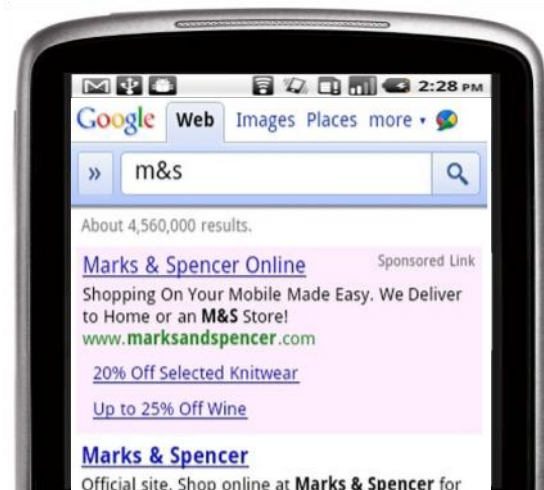 2:28 PM
Google Web Images Places more
» m&s
About 4,560,000 results.
Marks & Spencer Online Sponsored Link
Shopping On Your Mobile Made Easy. We Deliver
to Home or an M&S Store!
www.marksandspencer.com
20% Off Selected Knitwear
Up to 25% Off Wine
Marks & Spencer
Official site. Shop online at Marks & Spencer for